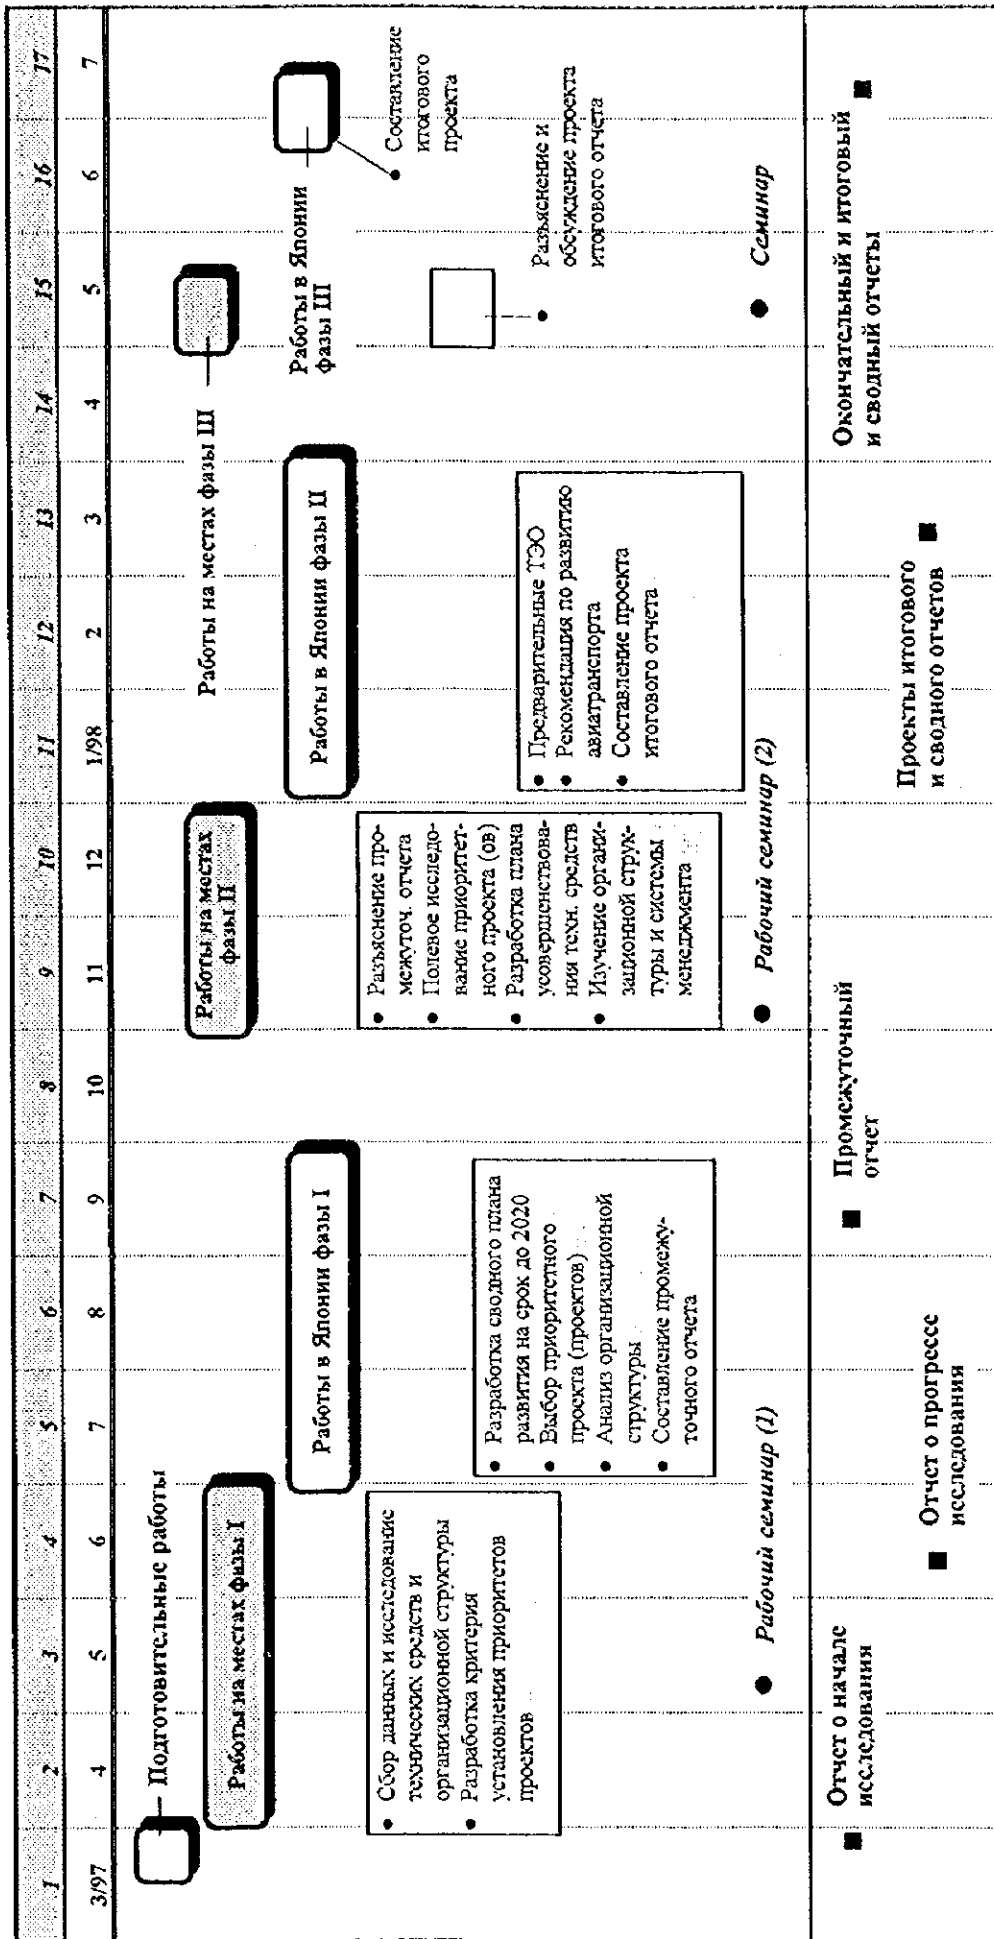 1 2 3 4 5 6 7 8 9 10 11 12 13 14 15 16 17
3/97 4 5 6 7 8 9 10 11 12 1/98 2 3 4 5 6 7
Подготовительные работы
Работы на местах фазы I
Работы в Японии фазы I
Работы на местах
фазы II
Работы в Японии фазы II
Работы на местах фазы III
Работы в Японии
фазы III
• Составление
итогового
проекта
• Сбор данных и исследование
технических средств и
организационной структуры
• Разработка критерия
установления приоритетов
проектов
• Разработка сводного плана
развития на срок до 2020
• Выбор приоритетного
проекта (проектов)
• Анализ организационной
структуры
• Составление промежу-
точного отчета
• Разъяснение про-
межуточ. отчета
• Полевое исследо-
вание приоритет-
ного проекта (ов)
• Разработка плана
усовершенствова-
ния техн. средств
• Изучение органи-
зационной струк-
туры и системы
менеджмента
• Предварительные ТЭО
• Рекомендация по развитию
авиатранспорта
• Составление проекта
итогового отчета
• Разъяснение и
обсуждение проекта
итогового отчета
● Рабочий семинар (1)
● Рабочий семинар (2)
● Семинар
■ Отчет о начале
исследования
■ Отчет о прогрессе
исследования
■ Промежуточный
отчет
Проекты итогового
и сводного отчетов ■
Окончательный и итоговый
и сводный отчеты ■